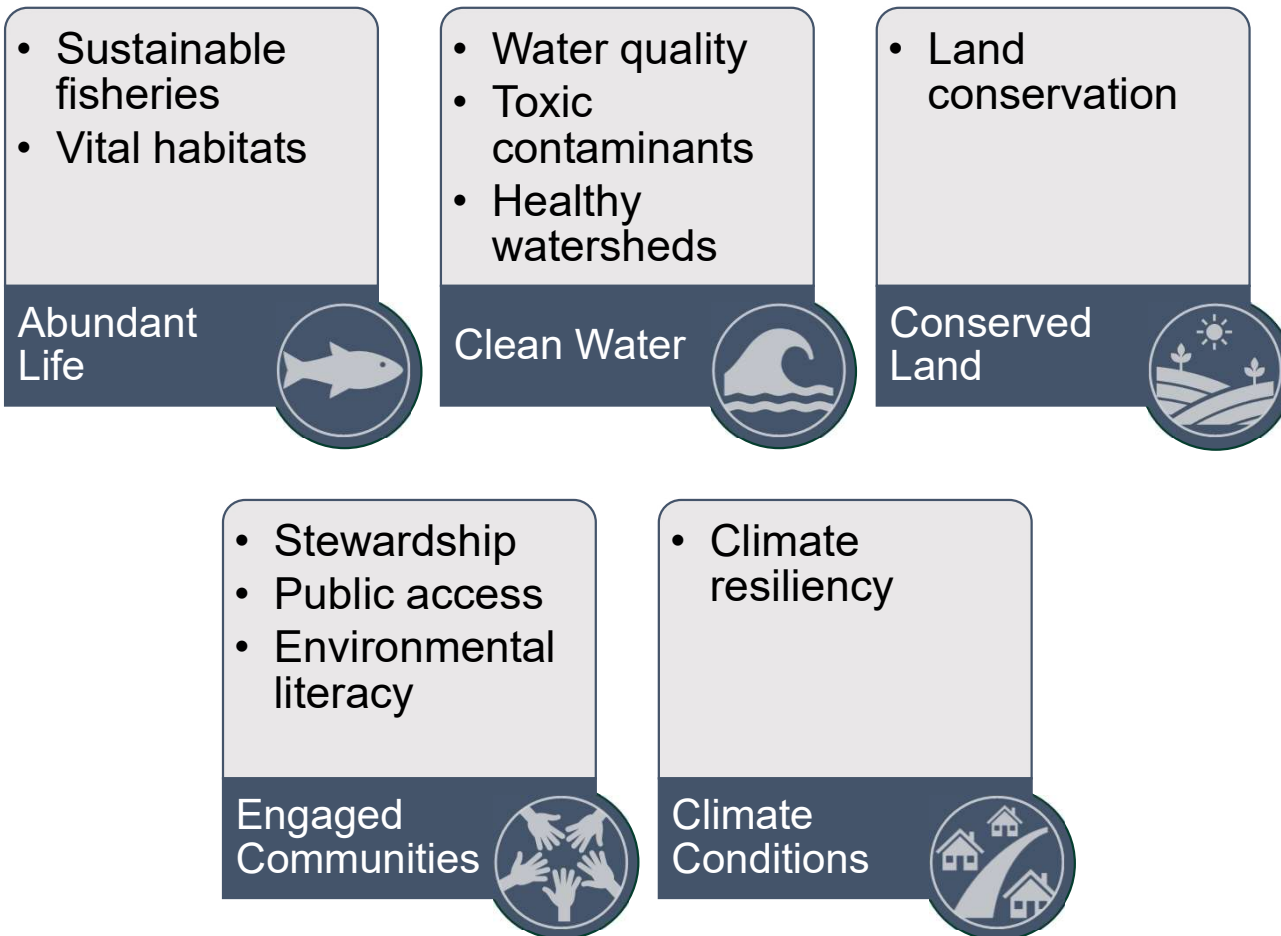 • Sustainable
fisheries
• Vital habitats
Abundant
Life
• Water quality
• Toxic
contaminants
• Healthy
watersheds
Clean Water
• Land
conservation
Conserved
Land
• Stewardship
• Public access
• Environmental
literacy
Engaged
Communities
• Climate
resiliency
Climate
Conditions